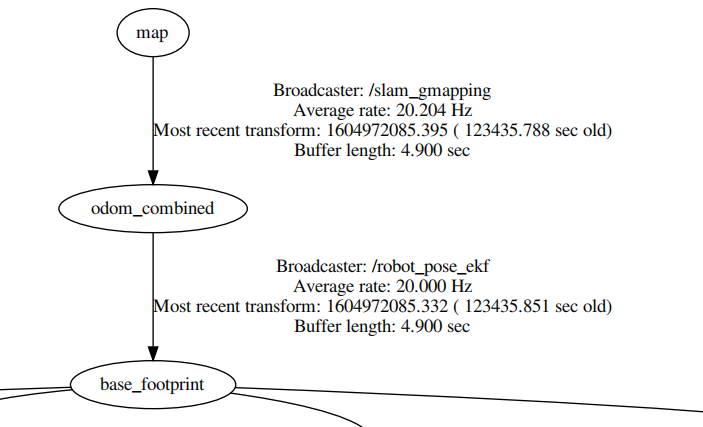 map
Broadcaster: /slam_gmapping
Average rate: 20.204 Hz
Most recent transform: 1604972085.395 ( 123435.788 sec old)
Buffer length: 4.900 sec
odom_combined
Broadcaster: /robot_pose_ekf
Average rate: 20.000 Hz
Most recent transform: 1604972085.332 ( 123435.851 sec old)
Buffer length: 4.900 sec
base_footprint